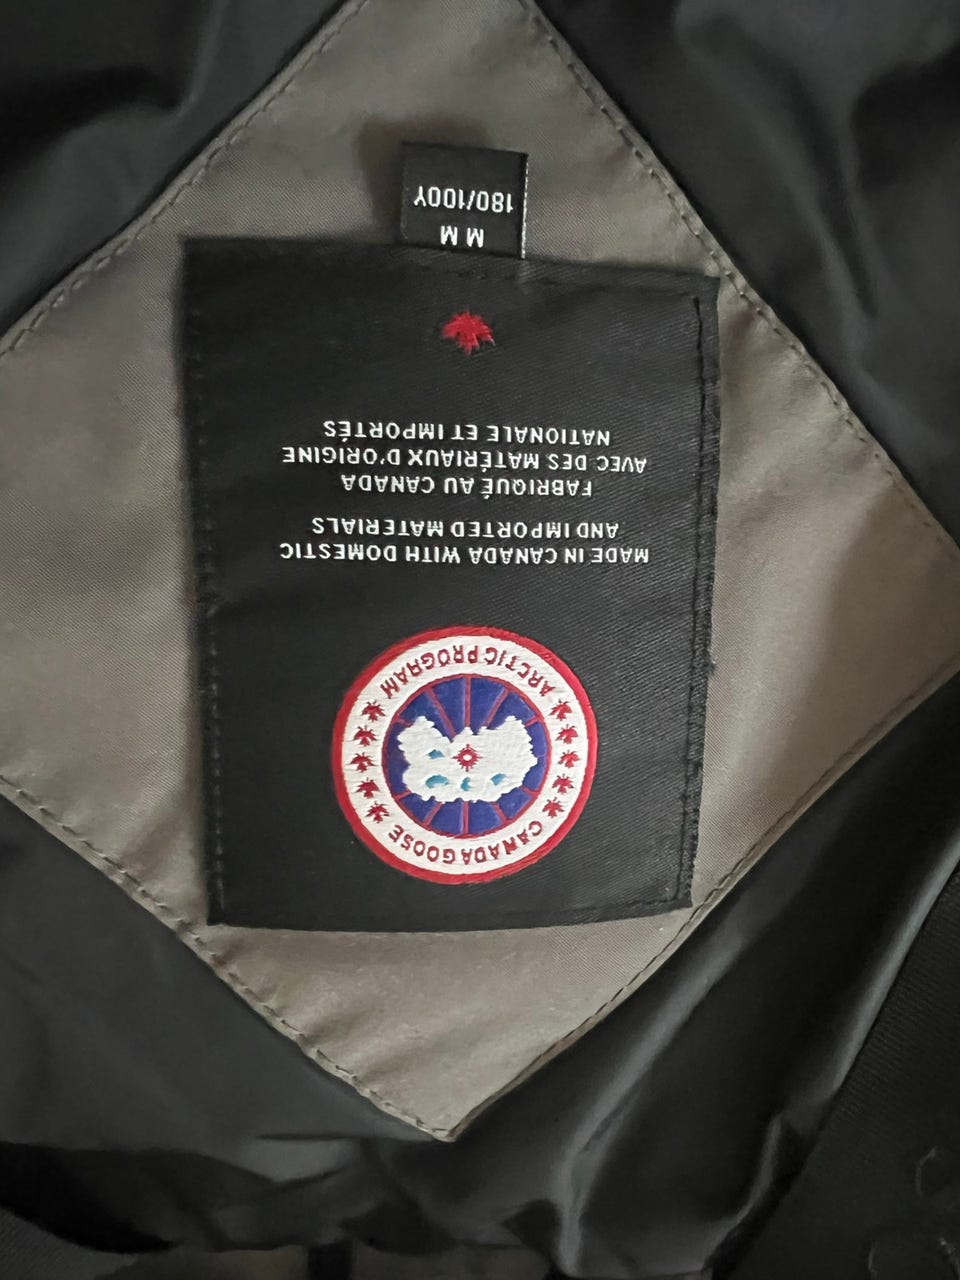 CANADA GOOSE
ARCTIC PROGRAM
MADE IN CANADA WITH DOMESTIC
AND IMPORTED MATERIALS
FABRIQUÉ AU CANADA
AVEC DES MATÉRIAUX D'ORIGINE
NATIONALE ET IMPORTÉS
M M
180/100Y